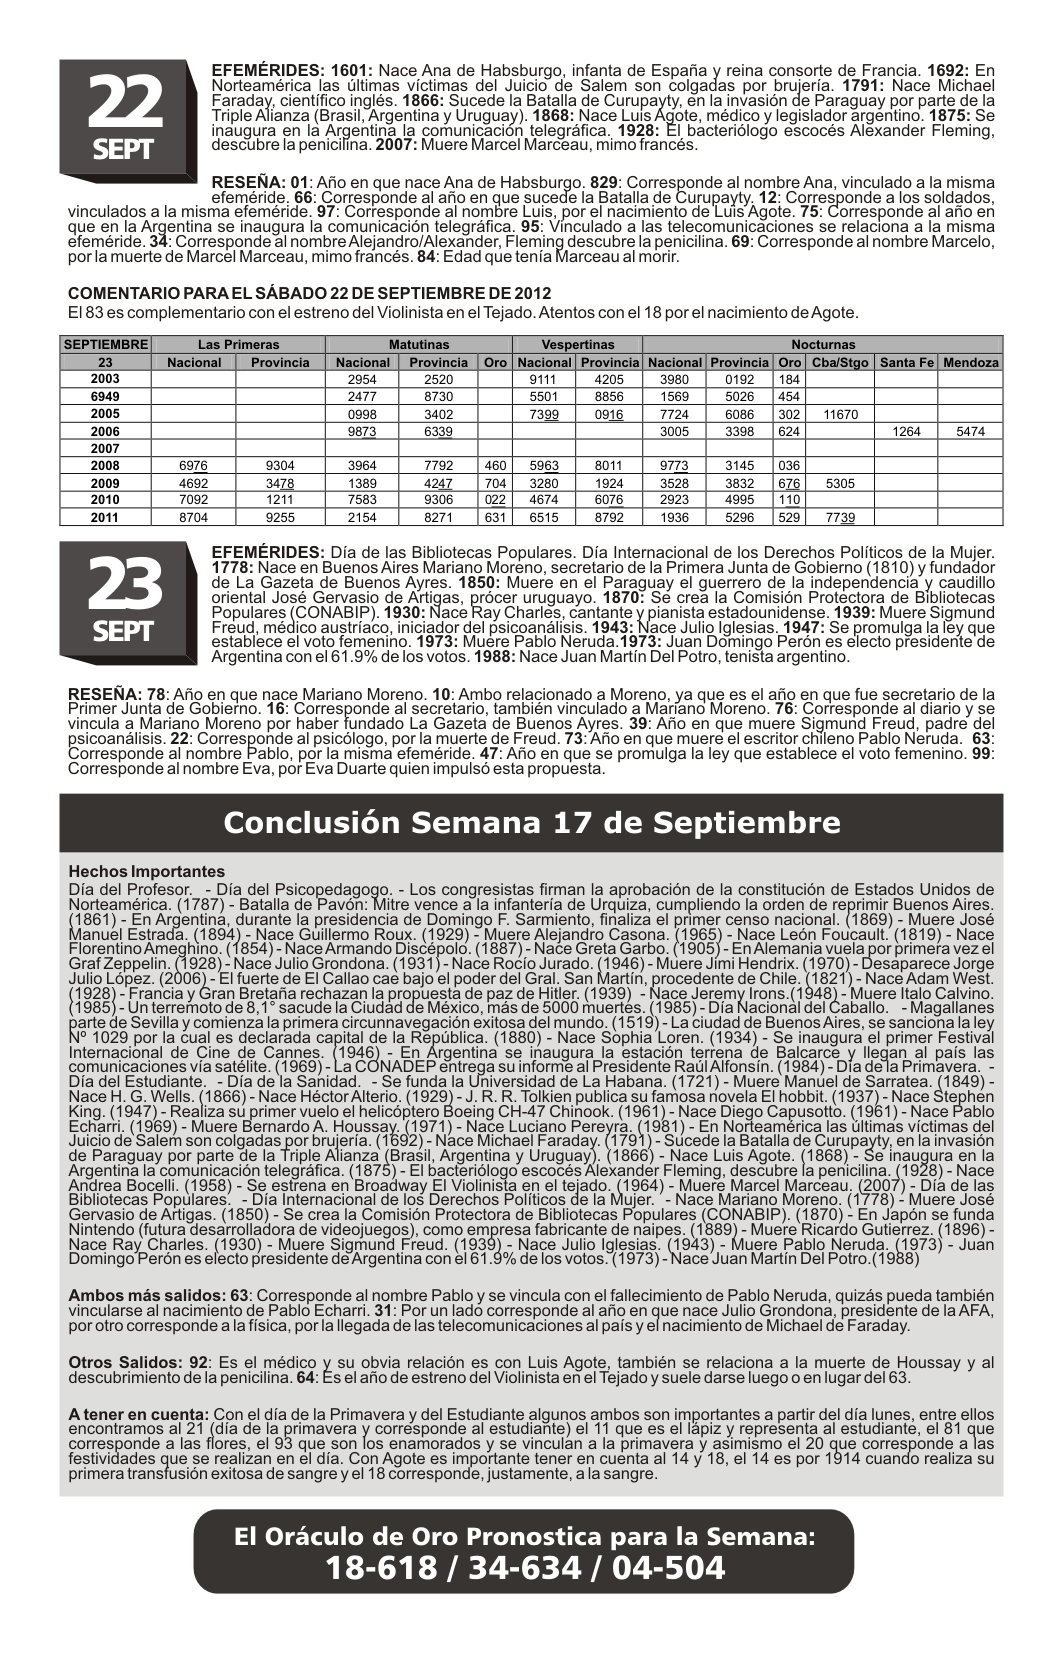 22
SEPT
EFEMÉRIDES: 1601: Nace Ana de Habsburgo, infanta de España y reina consorte de Francia. 1692: En
Norteamérica las últimas víctimas del Juicio de Salem son colgadas por brujería. 1791: Nace Michael
Faraday, científico inglés. 1866: Sucede la Batalla de Curupayty, en la invasión de Paraguay por parte de la
Triple Alianza (Brasil, Argentina y Uruguay). 1868: Nace Luis Agote, médico y legislador argentino. 1875: Se
inaugura en la Argentina la comunicación telegráfica. 1928: El bacteriólogo escocés Alexander Fleming,
descubre la penicilina. 2007: Muere Marcel Marceau, mimo francés.
RESEÑA: 01: Año en que nace Ana de Habsburgo. 829: Corresponde al nombre Ana, vinculado a la misma
efeméride. 66: Corresponde al año en que sucede la Batalla de Curupayty. 12: Corresponde a los soldados,
vinculados a la misma efeméride. 97: Corresponde al nombre Luis, por el nacimiento de Luis Agote. 75: Corresponde al año en
que en la Argentina se inaugura la comunicación telegráfica. 95: Vinculado a las telecomunicaciones se relaciona a la misma
efeméride. 34: Corresponde al nombre Alejandro/Alexander, Fleming descubre la penicilina. 69: Corresponde al nombre Marcelo,
por la muerte de Marcel Marceau, mimo francés. 84: Edad que tenía Marceau al morir.
COMENTARIO PARA EL SÁBADO 22 DE SEPTIEMBRE DE 2012
El 83 es complementario con el estreno del Violinista en el Tejado. Atentos con el 18 por el nacimiento de Agote.
SEPTIEMBRE Las Primeras Matutinas Vespertinas Nocturnas
23 Nacional Provincia Nacional Provincia Oro Nacional Provincia Nacional Provincia Oro Cba/Stgo Santa Fe Mendoza
2003 2954 2520 9111 4205 3980 0192 184
6949 2477 8730 5501 8856 1569 5026 454
2005 0998 3402 7399 0916 7724 6086 302 11670
2006 9873 6339 3005 3398 624 1264 5474
2007
2008 6976 9304 3964 7792 460 5963 8011 9773 3145 036
2009 4692 3478 1389 4247 704 3280 1924 3528 3832 676 5305
2010 7092 1211 7583 9306 022 4674 6076 2923 4995 110
2011 8704 9255 2154 8271 631 6515 8792 1936 5296 529 7739
23
SEPT
EFEMÉRIDES: Día de las Bibliotecas Populares. Día Internacional de los Derechos Políticos de la Mujer.
1778: Nace en Buenos Aires Mariano Moreno, secretario de la Primera Junta de Gobierno (1810) y fundador
de La Gazeta de Buenos Ayres. 1850: Muere en el Paraguay el guerrero de la independencia y caudillo
oriental José Gervasio de Artigas, prócer uruguayo. 1870: Se crea la Comisión Protectora de Bibliotecas
Populares (CONABIP). 1930: Nace Ray Charles, cantante y pianista estadounidense. 1939: Muere Sigmund
Freud, médico austríaco, iniciador del psicoanálisis. 1943: Nace Julio Iglesias. 1947: Se promulga la ley que
establece el voto femenino. 1973: Muere Pablo Neruda.1973: Juan Domingo Perón es electo presidente de
Argentina con el 61.9% de los votos. 1988: Nace Juan Martín Del Potro, tenista argentino.
RESEÑA: 78: Año en que nace Mariano Moreno. 10: Ambo relacionado a Moreno, ya que es el año en que fue secretario de la
Primer Junta de Gobierno. 16: Corresponde al secretario, también vinculado a Mariano Moreno. 76: Corresponde al diario y se
vincula a Mariano Moreno por haber fundado La Gazeta de Buenos Ayres. 39: Año en que muere Sigmund Freud, padre del
psicoanálisis. 22: Corresponde al psicólogo, por la muerte de Freud. 73: Año en que muere el escritor chileno Pablo Neruda. 63:
Corresponde al nombre Pablo, por la misma efeméride. 47: Año en que se promulga la ley que establece el voto femenino. 99:
Corresponde al nombre Eva, por Eva Duarte quien impulsó esta propuesta.
Conclusión Semana 17 de Septiembre
Hechos Importantes
Día del Profesor. - Día del Psicopedagogo. - Los congresistas firman la aprobación de la constitución de Estados Unidos de
Norteamérica. (1787) - Batalla de Pavón: Mitre vence a la infantería de Urquiza, cumpliendo la orden de reprimir Buenos Aires.
(1861) - En Argentina, durante la presidencia de Domingo F. Sarmiento, finaliza el primer censo nacional. (1869) - Muere José
Manuel Estrada. (1894) - Nace Guillermo Roux. (1929) - Muere Alejandro Casona. (1965) - Nace León Foucault. (1819) - Nace
Florentino Ameghino. (1854) - Nace Armando Discépolo. (1887) - Nace Greta Garbo. (1905) - En Alemania vuela por primera vez el
Graf Zeppelin. (1928) - Nace Julio Grondona. (1931) - Nace Rocío Jurado. (1946) - Muere Jimi Hendrix. (1970) - Desaparece Jorge
Julio López. (2006) - El fuerte de El Callao cae bajo el poder del Gral. San Martín, procedente de Chile. (1821) - Nace Adam West.
(1928) - Francia y Gran Bretaña rechazan la propuesta de paz de Hitler. (1939) - Nace Jeremy Irons.(1948) - Muere Italo Calvino.
(1985) - Un terremoto de 8,1° sacude la Ciudad de México, más de 5000 muertes. (1985) - Día Nacional del Caballo. - Magallanes
parte de Sevilla y comienza la primera circunnavegación exitosa del mundo. (1519) - La ciudad de Buenos Aires, se sanciona la ley
Nº 1029 por la cual es declarada capital de la República. (1880) - Nace Sophia Loren. (1934) - Se inaugura el primer Festival
Internacional de Cine de Cannes. (1946) - En Argentina se inaugura la estación terrena de Balcarce y llegan al país las
comunicaciones vía satélite. (1969) - La CONADEP entrega su informe al Presidente Raúl Alfonsín. (1984) - Día de la Primavera. -
Día del Estudiante. - Día de la Sanidad. - Se funda la Universidad de La Habana. (1721) - Muere Manuel de Sarratea. (1849) -
Nace H. G. Wells. (1866) - Nace Héctor Alterio. (1929) - J. R. R. Tolkien publica su famosa novela El hobbit. (1937) - Nace Stephen
King. (1947) - Realiza su primer vuelo el helicóptero Boeing CH-47 Chinook. (1961) - Nace Diego Capusotto. (1961) - Nace Pablo
Echarri. (1969) - Muere Bernardo A. Houssay. (1971) - Nace Luciano Pereyra. (1981) - En Norteamérica las últimas víctimas del
Juicio de Salem son colgadas por brujería. (1692) - Nace Michael Faraday. (1791) - Sucede la Batalla de Curupayty, en la invasión
de Paraguay por parte de la Triple Alianza (Brasil, Argentina y Uruguay). (1866) - Nace Luis Agote. (1868) - Se inaugura en la
Argentina la comunicación telegráfica. (1875) - El bacteriólogo escocés Alexander Fleming, descubre la penicilina. (1928) - Nace
Andrea Bocelli. (1958) - Se estrena en Broadway El Violinista en el tejado. (1964) - Muere Marcel Marceau. (2007) - Día de las
Bibliotecas Populares. - Día Internacional de los Derechos Políticos de la Mujer. - Nace Mariano Moreno. (1778) - Muere José
Gervasio de Artigas. (1850) - Se crea la Comisión Protectora de Bibliotecas Populares (CONABIP). (1870) - En Japón se funda
Nintendo (futura desarrolladora de videojuegos), como empresa fabricante de naipes. (1889) - Muere Ricardo Gutierrez. (1896) -
Nace Ray Charles. (1930) - Muere Sigmund Freud. (1939) - Nace Julio Iglesias. (1943) - Muere Pablo Neruda. (1973) - Juan
Domingo Perón es electo presidente de Argentina con el 61.9% de los votos. (1973) - Nace Juan Martín Del Potro.(1988)
Ambos más salidos: 63: Corresponde al nombre Pablo y se vincula con el fallecimiento de Pablo Neruda, quizás pueda también
vincularse al nacimiento de Pablo Echarri. 31: Por un lado corresponde al año en que nace Julio Grondona, presidente de la AFA,
por otro corresponde a la física, por la llegada de las telecomunicaciones al país y el nacimiento de Michael de Faraday.
Otros Salidos: 92: Es el médico y su obvia relación es con Luis Agote, también se relaciona a la muerte de Houssay y al
descubrimiento de la penicilina. 64: Es el año de estreno del Violinista en el Tejado y suele darse luego o en lugar del 63.
A tener en cuenta: Con el día de la Primavera y del Estudiante algunos ambos son importantes a partir del día lunes, entre ellos
encontramos al 21 (día de la primavera y corresponde al estudiante) el 11 que es el lápiz y representa al estudiante, el 81 que
corresponde a las flores, el 93 que son los enamorados y se vinculan a la primavera y asimismo el 20 que corresponde a las
festividades que se realizan en el día. Con Agote es importante tener en cuenta al 14 y 18, el 14 es por 1914 cuando realiza su
primera transfusión exitosa de sangre y el 18 corresponde, justamente, a la sangre.
El Oráculo de Oro Pronostica para la Semana:
18-618 / 34-634 / 04-504